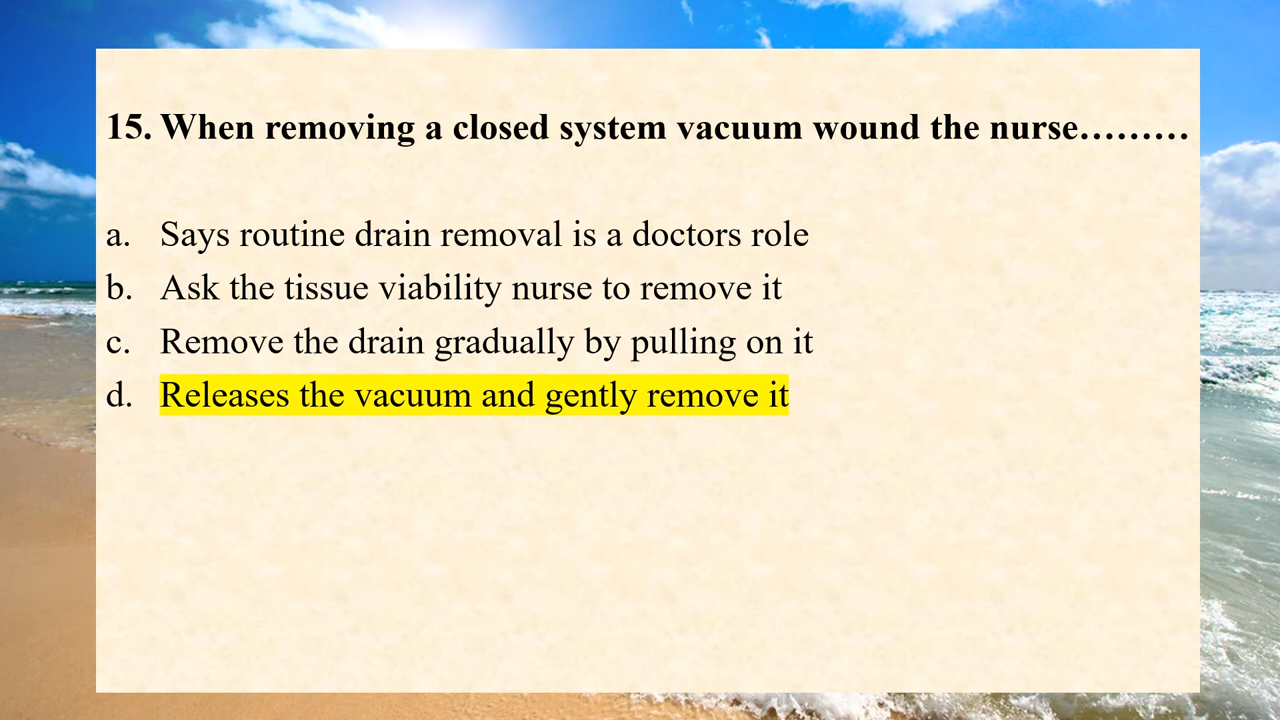 15. When removing a closed system vacuum wound the nurse………
a. Says routine drain removal is a doctors role
b. Ask the tissue viability nurse to remove it
c. Remove the drain gradually by pulling on it
d. Releases the vacuum and gently remove it